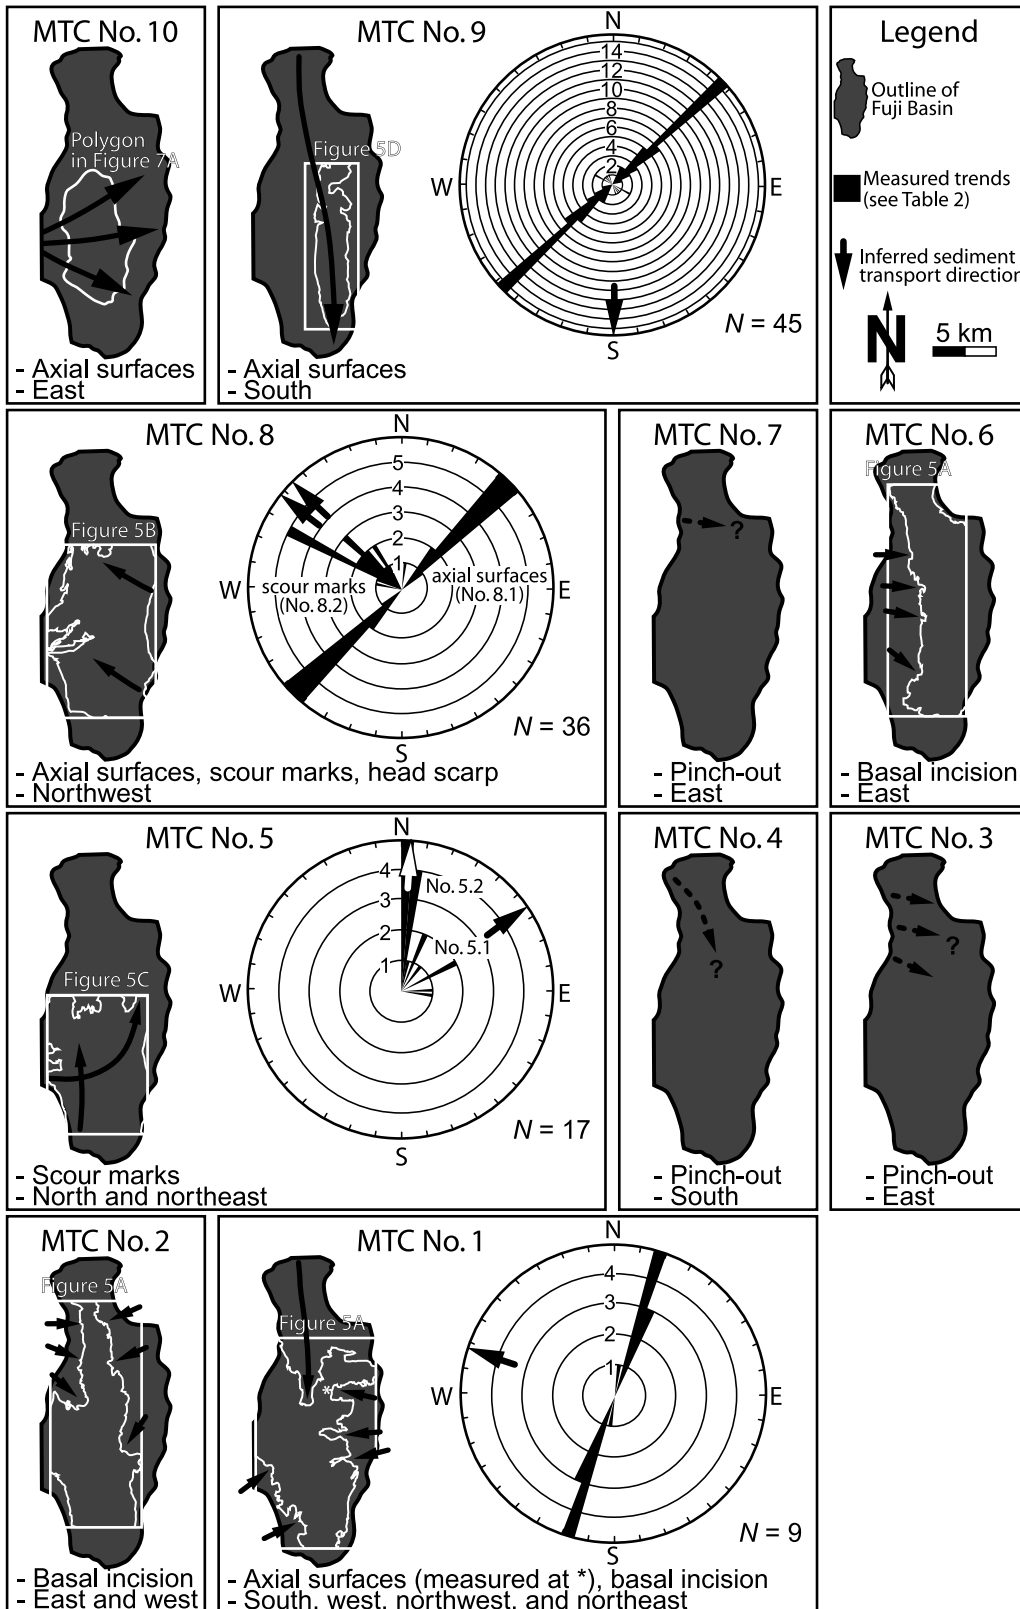 MTC No. 10
Polygon
in Figure 7A
- Axial surfaces
- East
MTC No. 9
Figure 5D
N
14
12
10
8
6
4
2
W
E
S
N = 45
- Axial surfaces
- South
Legend
Outline of
Fuji Basin
Measured trends
(see Table 2)
Inferred sediment
transport direction
N
5 km
MTC No. 8
Figure 5B
N
5
4
3
2
1
W
E
S
scour marks
(No. 8.2)
axial surfaces
(No. 8.1)
N = 36
- Axial surfaces, scour marks, head scarp
- Northwest
MTC No. 7
?
- Pinch-out
- East
MTC No. 6
Figure 5A
- Basal incision
- East
MTC No. 5
Figure 5C
N
4
3
2
1
No. 5.2
No. 5.1
W
E
S
N = 17
- Scour marks
- North and northeast
MTC No. 4
?
- Pinch-out
- South
MTC No. 3
?
- Pinch-out
- East
MTC No. 2
Figure 5A
- Basal incision
- East and west
MTC No. 1
Figure 5A
*
N
4
3
2
1
W
E
S
N = 9
- Axial surfaces (measured at *), basal incision
- South, west, northwest, and northeast